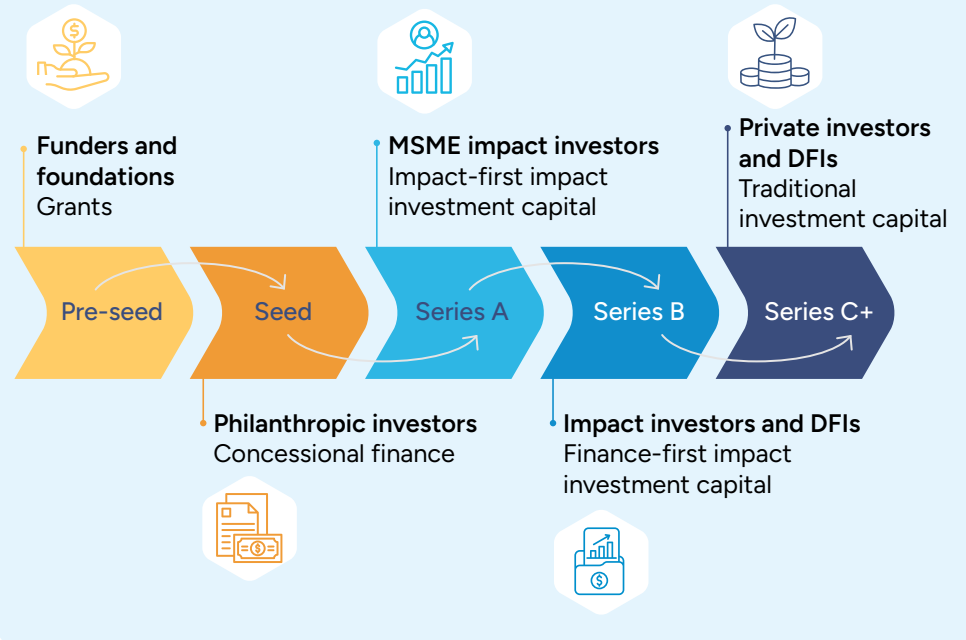 Funders and
foundations
Grants
MSME impact investors
Impact-first impact
investment capital
Private investors
and DFIs
Traditional
investment capital
Pre-seed
Seed
Series A
Series B
Series C+
Philanthropic investors
Concessional finance
Impact investors and DFIs
Finance-first impact
investment capital